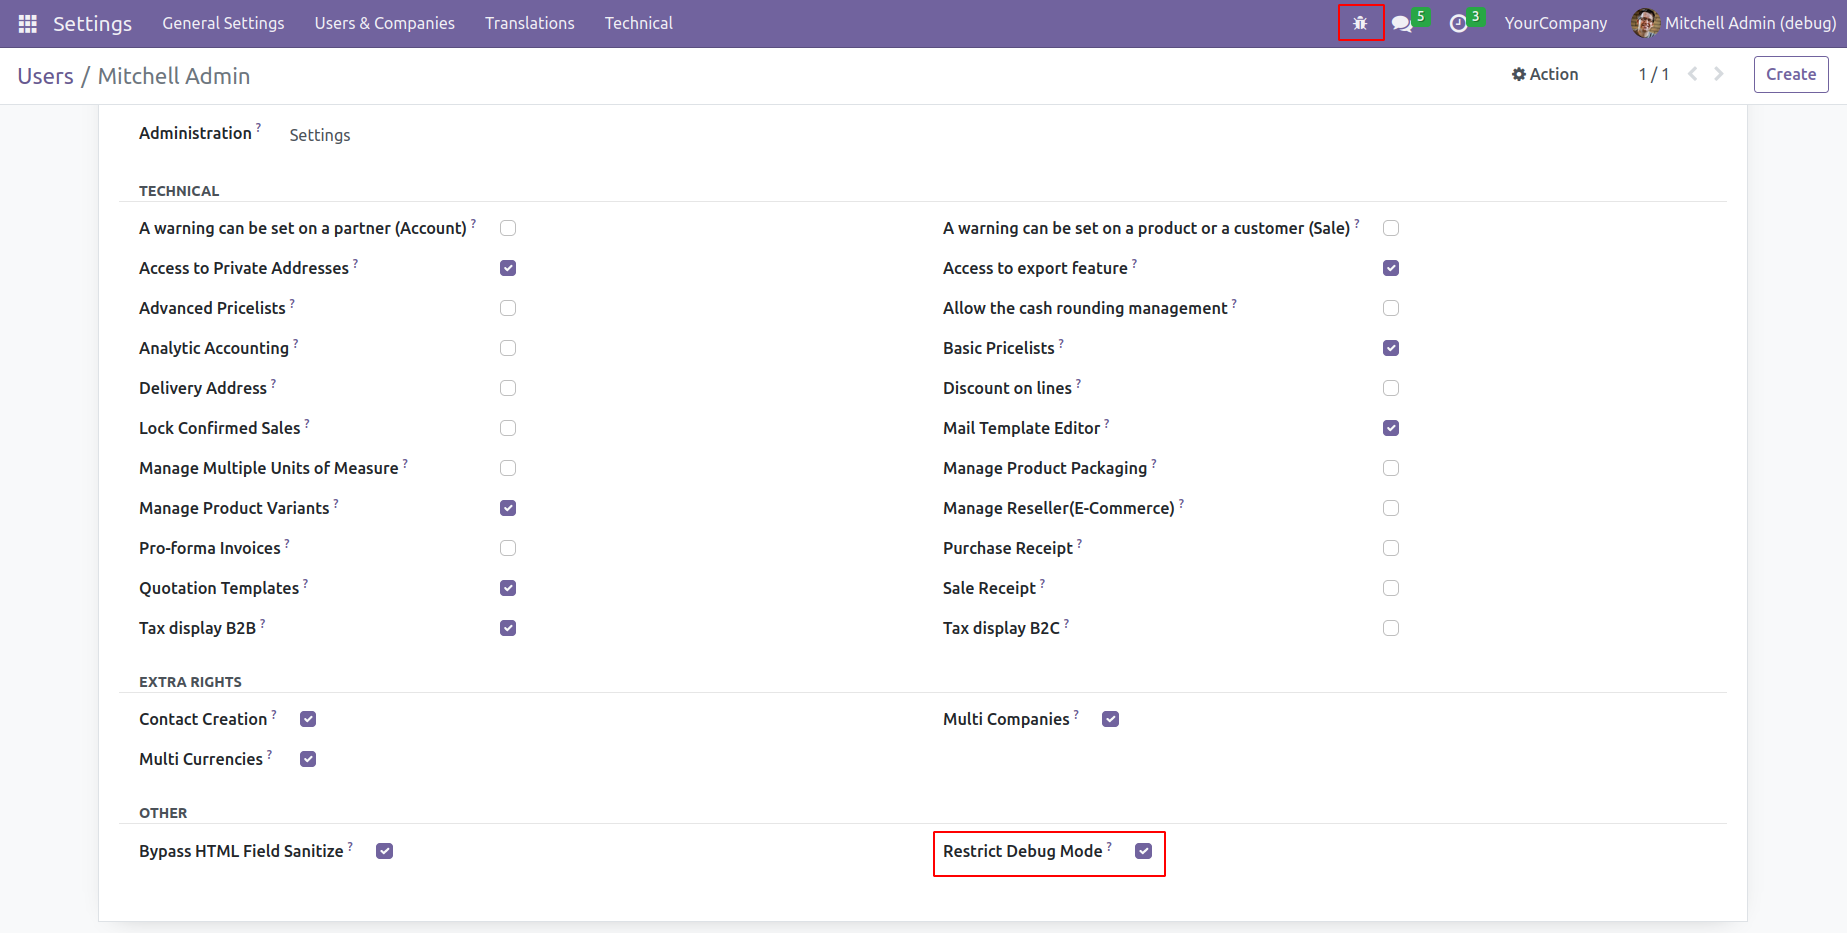 Settings General Settings Users & Companies Translations Technical 5 3 YourCompany Mitchell Admin (debug)
Users / Mitchell Admin Action 1 / 1 Create
Administration ? Settings
TECHNICAL
A warning can be set on a partner (Account) ? A warning can be set on a product or a customer (Sale) ?
Access to Private Addresses ? Access to export feature ?
Advanced Pricelists ? Allow the cash rounding management ?
Analytic Accounting ? Basic Pricelists ?
Delivery Address ? Discount on lines ?
Lock Confirmed Sales ? Mail Template Editor ?
Manage Multiple Units of Measure ? Manage Product Packaging ?
Manage Product Variants ? Manage Reseller(E-Commerce) ?
Pro-forma Invoices ? Purchase Receipt ?
Quotation Templates ? Sale Receipt ?
Tax display B2B ? Tax display B2C ?
EXTRA RIGHTS
Contact Creation ? Multi Companies ?
Multi Currencies ?
OTHER
Bypass HTML Field Sanitize ? Restrict Debug Mode ?